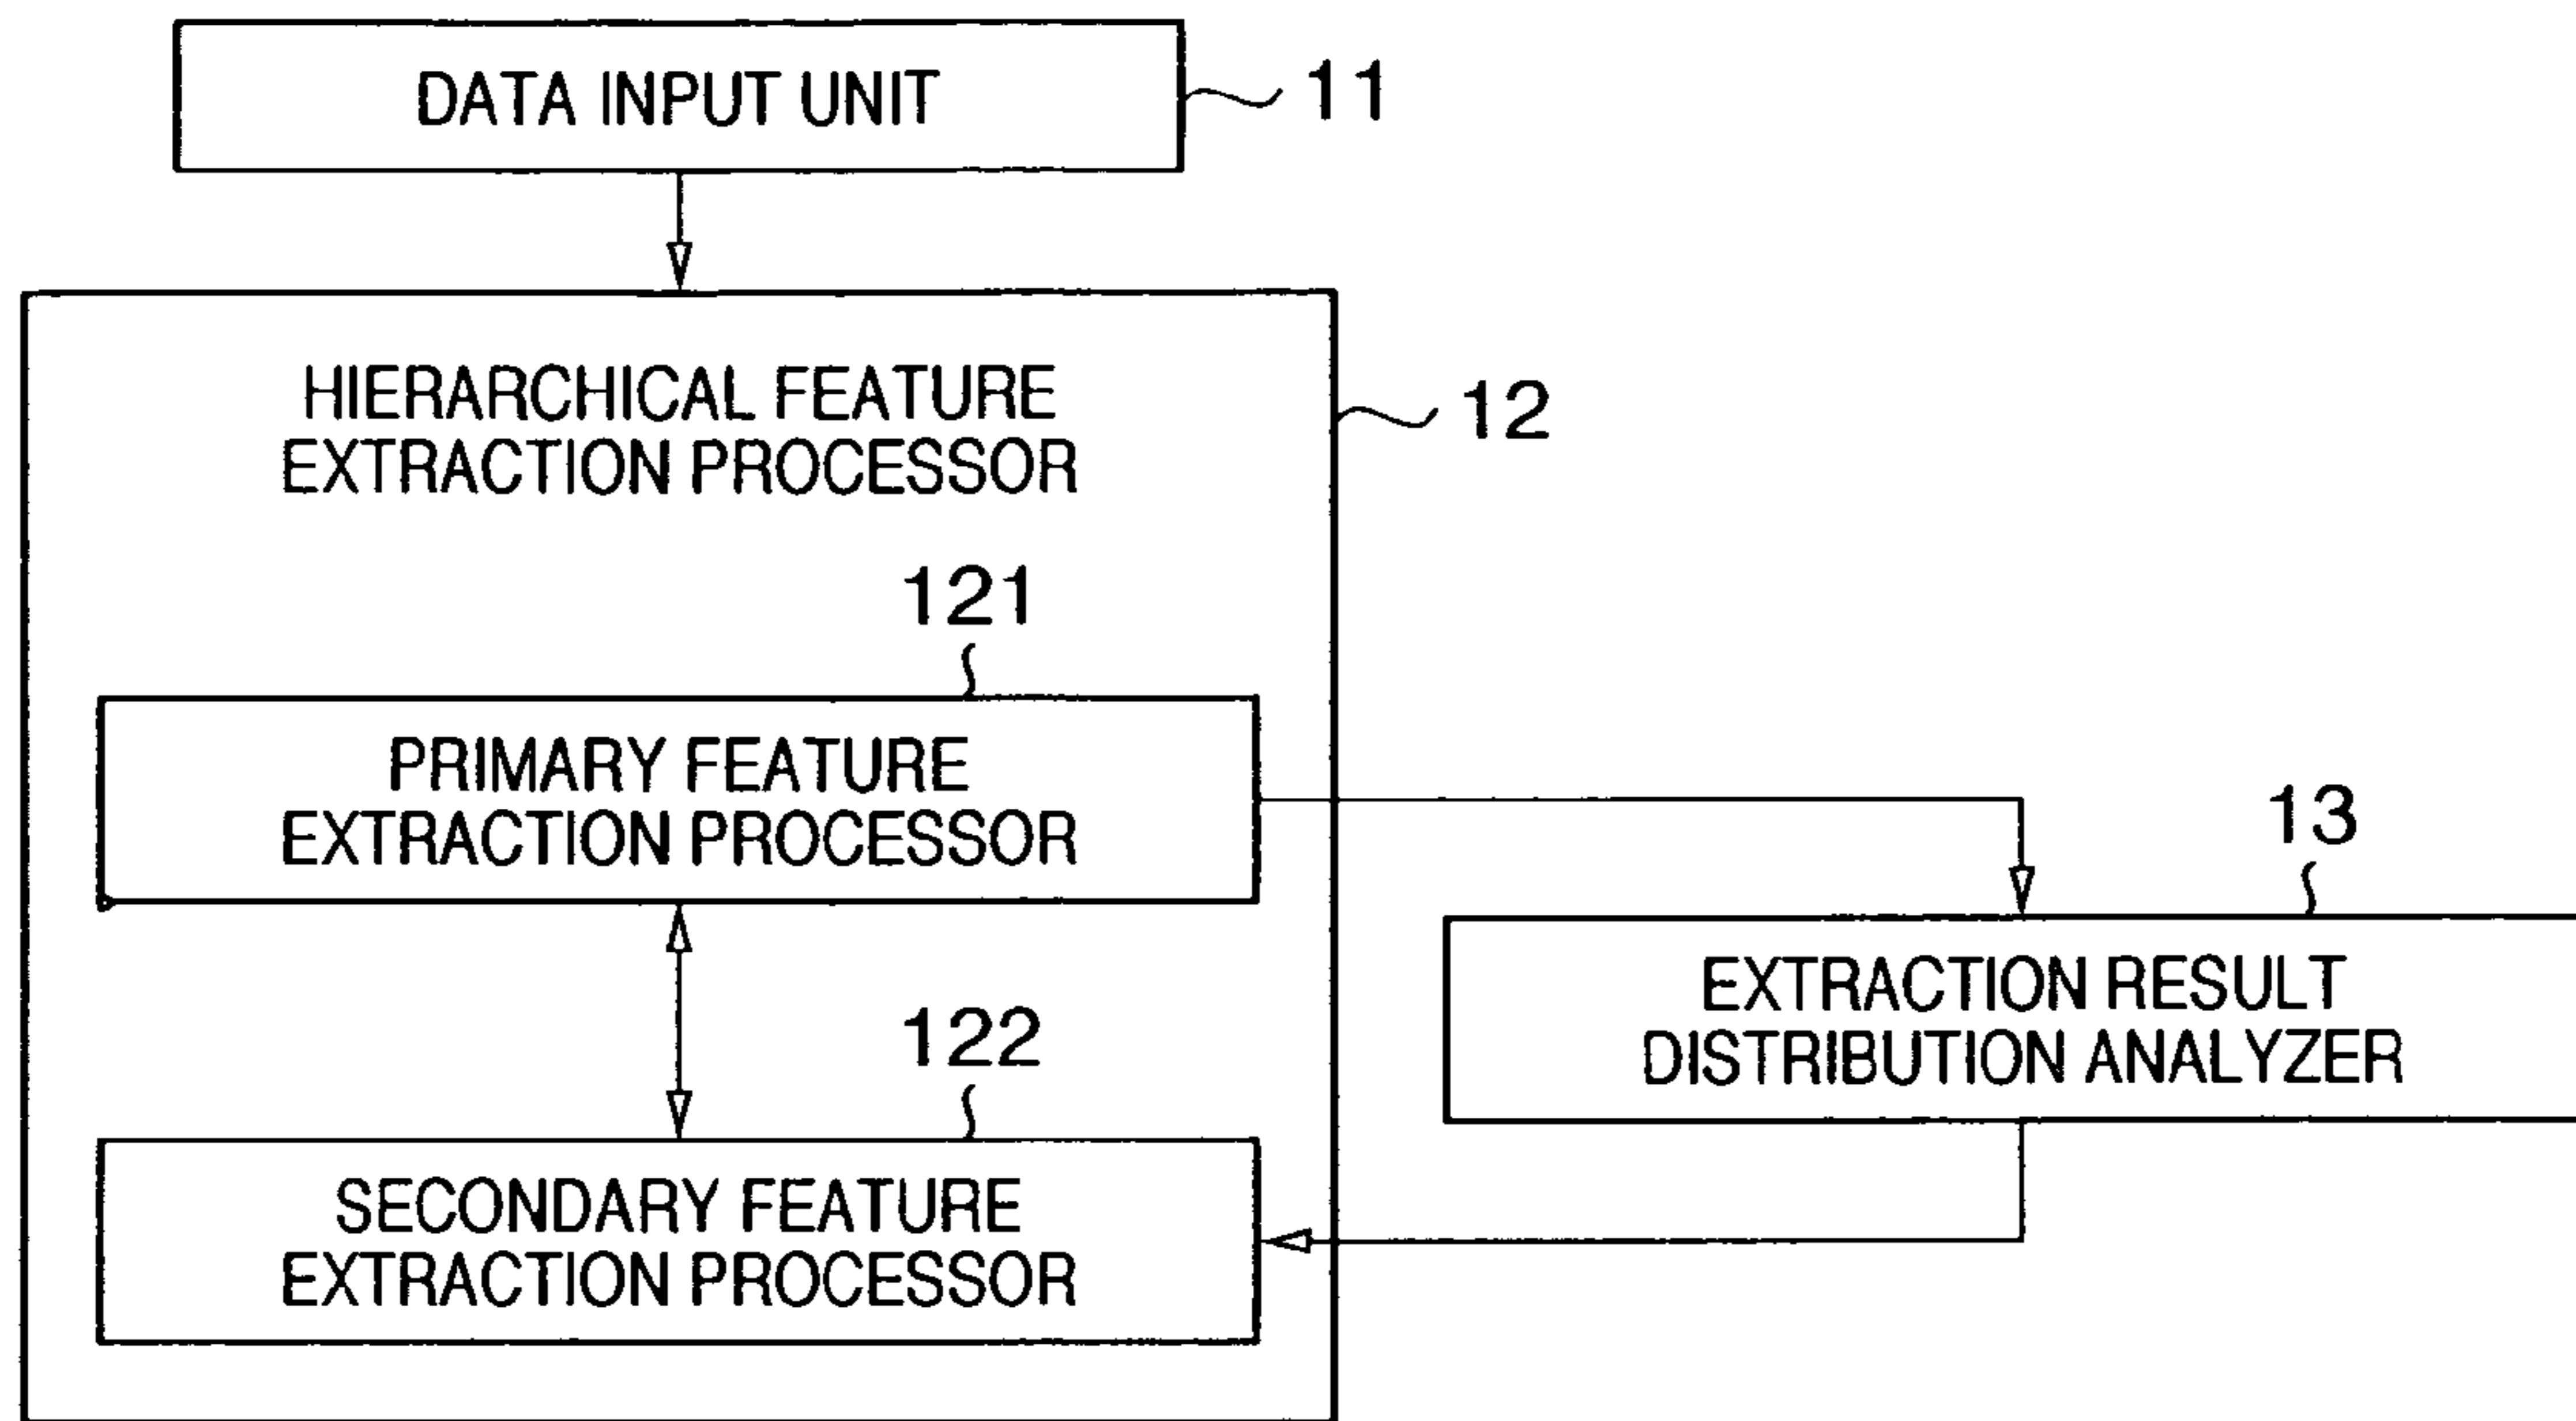 DATA INPUT UNIT
11
HIERARCHICAL FEATURE
EXTRACTION PROCESSOR
12
121
PRIMARY FEATURE
EXTRACTION PROCESSOR
13
EXTRACTION RESULT
DISTRIBUTION ANALYZER
122
SECONDARY FEATURE
EXTRACTION PROCESSOR